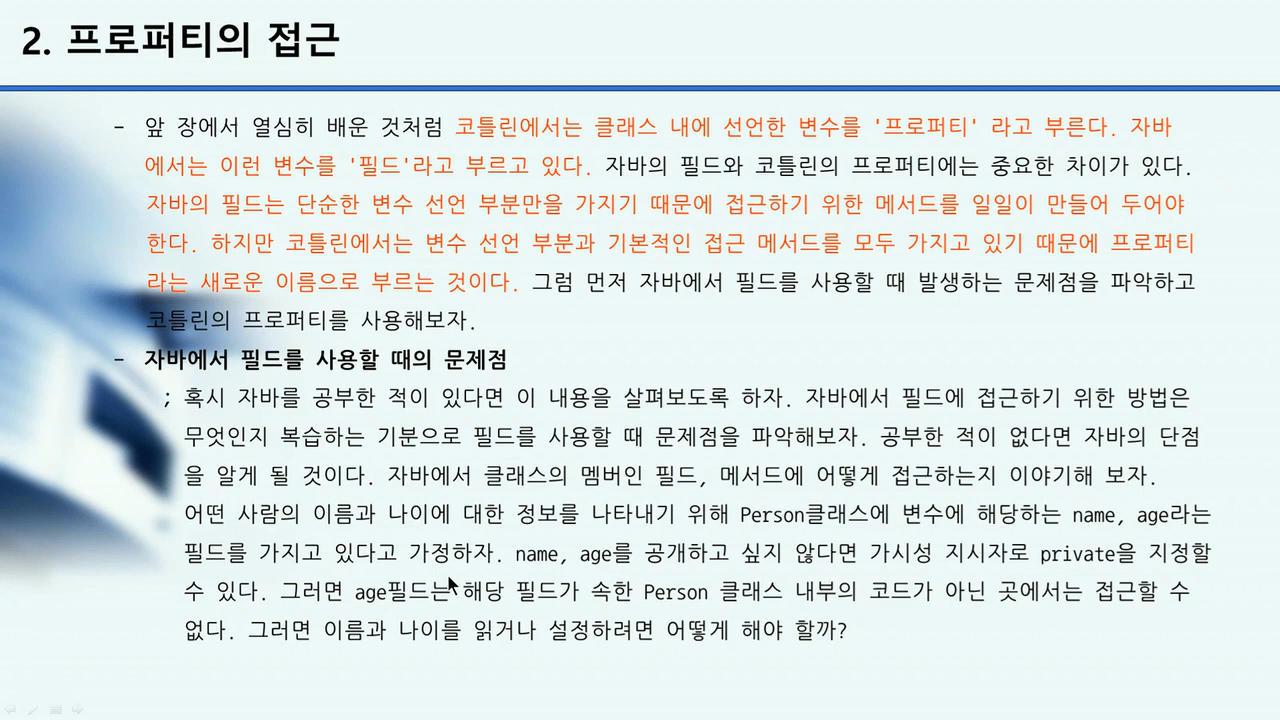 2. 프로퍼티의 접근
- 앞 장에서 열심히 배운 것처럼 코틀린에서는 클래스 내에 선언한 변수를 '프로퍼티' 라고 부른다. 자바
에서는 이런 변수를 '필드'라고 부르고 있다. 자바의 필드와 코틀린의 프로퍼티에는 중요한 차이가 있다.
자바의 필드는 단순한 변수 선언 부분만을 가지기 때문에 접근하기 위한 메서드를 일일이 만들어 두어야
한다. 하지만 코틀린에서는 변수 선언 부분과 기본적인 접근 메서드를 모두 가지고 있기 때문에 프로퍼티
라는 새로운 이름으로 부르는 것이다. 그럼 먼저 자바에서 필드를 사용할 때 발생하는 문제점을 파악하고
코틀린의 프로퍼티를 사용해보자.
- 자바에서 필드를 사용할 때의 문제점
; 혹시 자바를 공부한 적이 있다면 이 내용을 살펴보도록 하자. 자바에서 필드에 접근하기 위한 방법은
무엇인지 복습하는 기분으로 필드를 사용할 때 문제점을 파악해보자. 공부한 적이 없다면 자바의 단점
을 알게 될 것이다. 자바에서 클래스의 멤버인 필드, 메서드에 어떻게 접근하는지 이야기해 보자.
어떤 사람의 이름과 나이에 대한 정보를 나타내기 위해 Person클래스에 변수에 해당하는 name, age라는
필드를 가지고 있다고 가정하자. name, age를 공개하고 싶지 않다면 가시성 지시자로 private을 지정할
수 있다. 그러면 age필드는 해당 필드가 속한 Person 클래스 내부의 코드가 아닌 곳에서는 접근할 수
없다. 그러면 이름과 나이를 읽거나 설정하려면 어떻게 해야 할까?